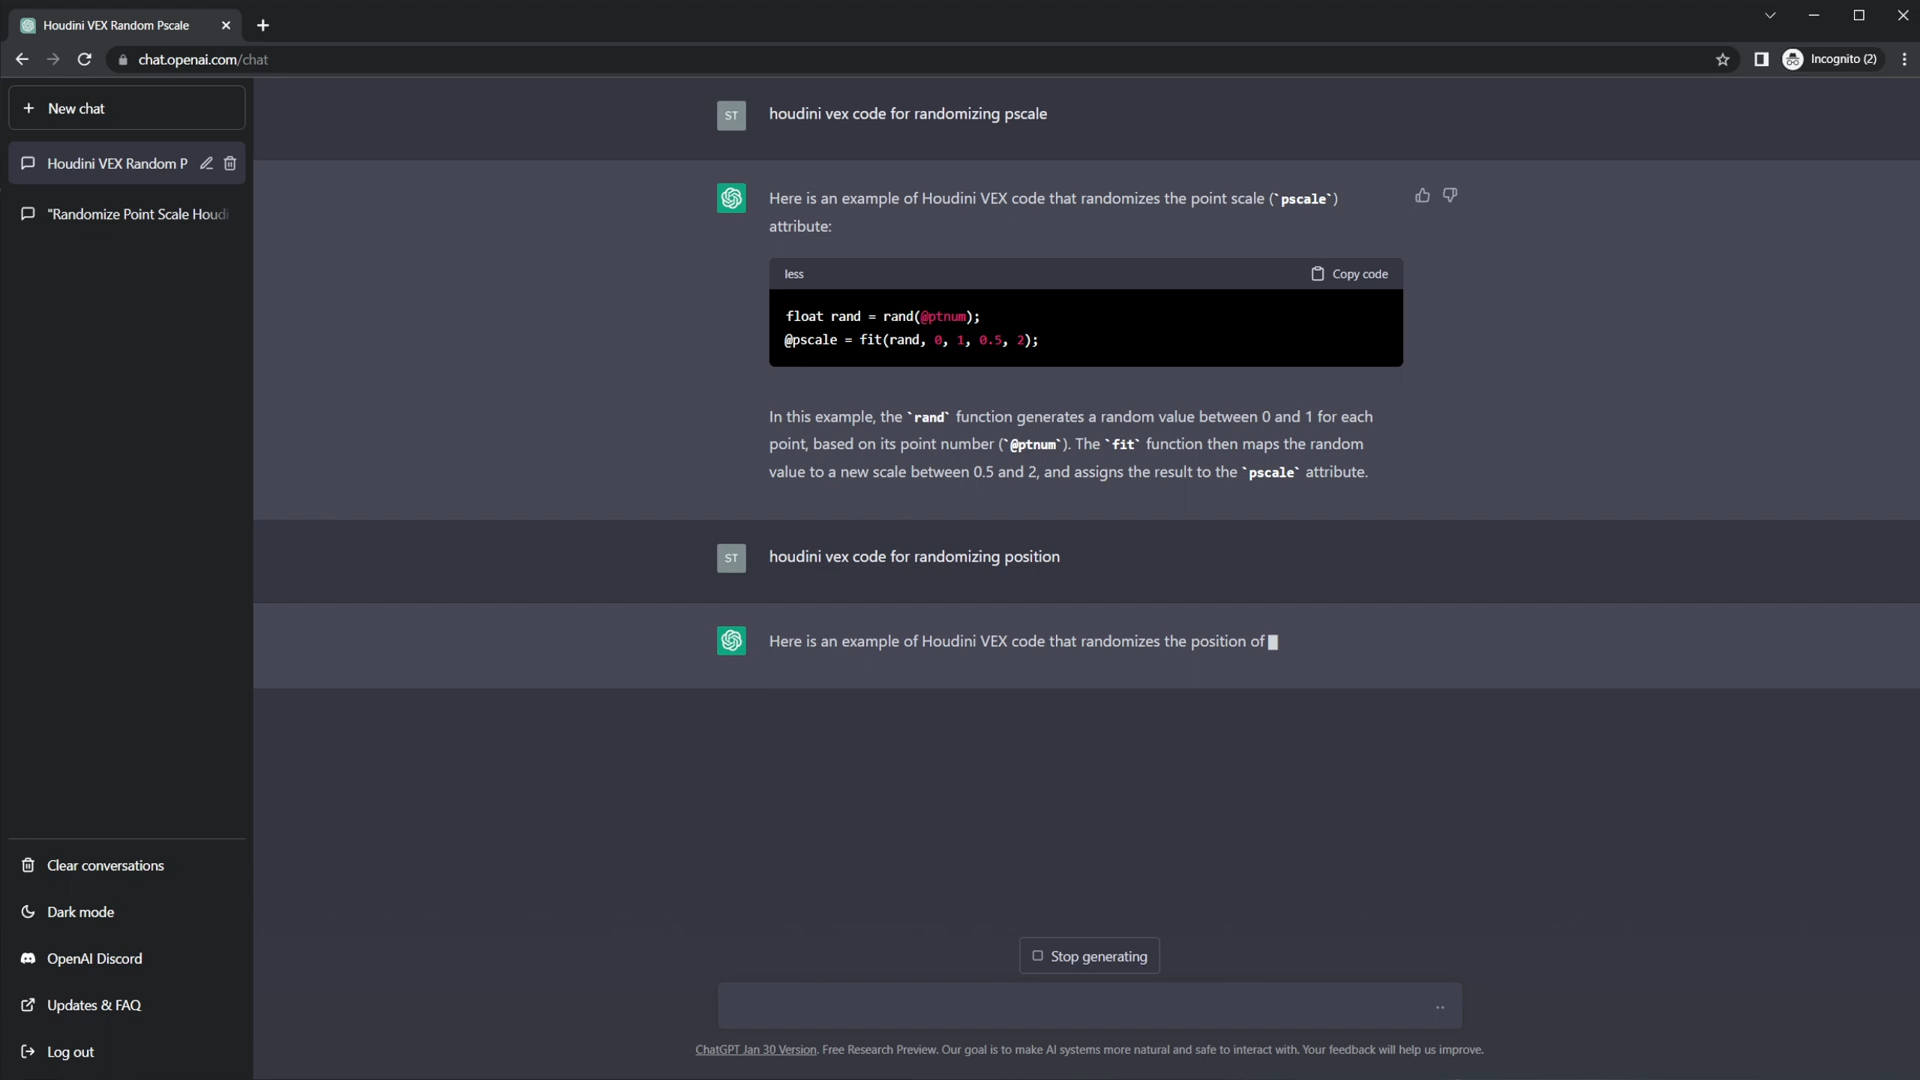 Houdini VEX Random Pscale
chat.openai.com/chat
Incognito (2)
New chat
Houdini VEX Random P
"Randomize Point Scale Houdi
Clear conversations
Dark mode
OpenAI Discord
Updates & FAQ
Log out
ST
houdini vex code for randomizing pscale
Here is an example of Houdini VEX code that randomizes the point scale (`pscale`)
attribute:
less
Copy code
float rand = rand(@ptnum);
@pscale = fit(rand, 0, 1, 0.5, 2);
In this example, the `rand` function generates a random value between 0 and 1 for each
point, based on its point number (`@ptnum`). The `fit` function then maps the random
value to a new scale between 0.5 and 2, and assigns the result to the `pscale` attribute.
ST
houdini vex code for randomizing position
Here is an example of Houdini VEX code that randomizes the position of
Stop generating
ChatGPT Jan 30 Version. Free Research Preview. Our goal is to make AI systems more natural and safe to interact with. Your feedback will help us improve.